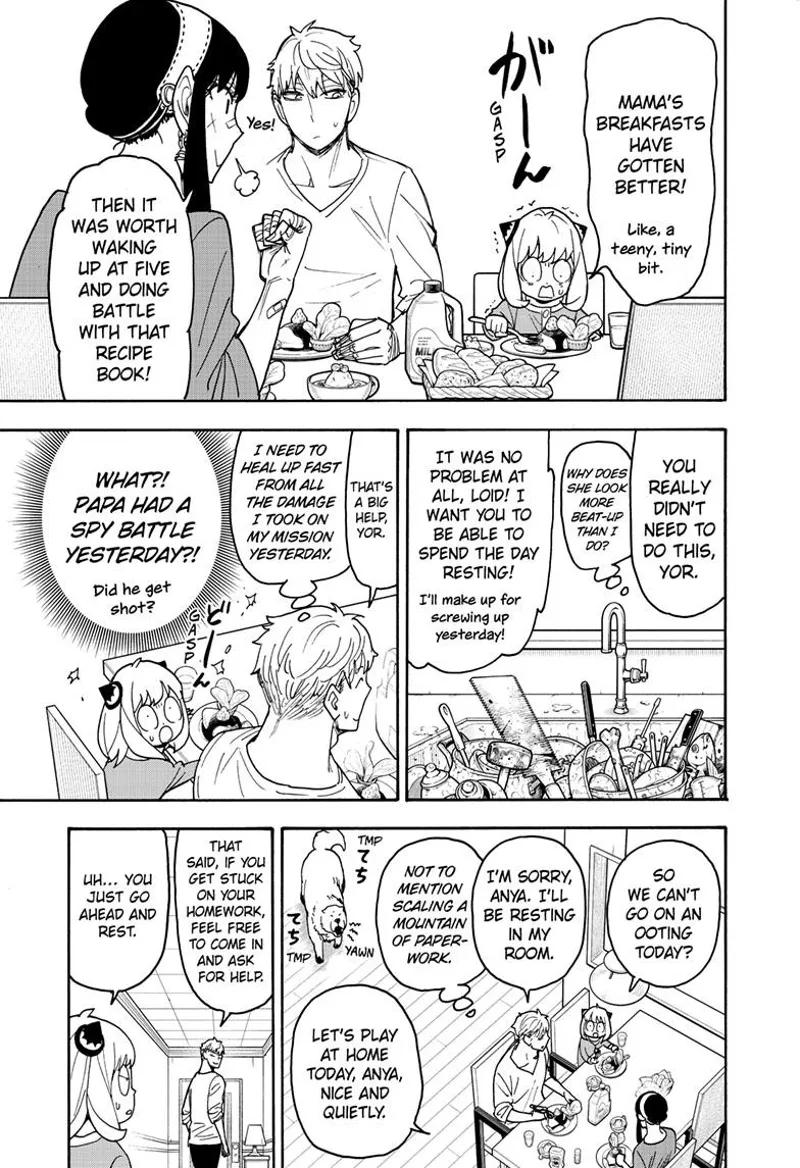 MAMA'S
BREAKFASTS
HAVE
GOTTEN
BETTER!
Like, a
teeny, tiny
bit.
がーん
GASP
Yes!
THEN IT
WAS WORTH
WAKING
UP AT FIVE
AND DOING
BATTLE
WITH THAT
RECIPE
BOOK!
MIL
YOU
REALLY
DIDN'T
NEED TO
DO THIS,
YOR.
WHY DOES
SHE LOOK
MORE
BEAT-UP
THAN I
DO?
IT WAS NO
PROBLEM AT
ALL, LOID! I
WANT YOU TO
BE ABLE TO
SPEND THE DAY
RESTING!
I'll make up for
screwing up
yesterday!
THAT'S
A BIG
HELP,
YOR.
I NEED TO
HEAL UP FAST
FROM ALL
THE DAMAGE
I TOOK ON
MY MISSION
YESTERDAY.
WHAT?!
PAPA HAD A
SPY BATTLE
YESTERDAY?!
Did he get
shot?
どーん
GASP
SO
WE CAN'T
GO ON AN
OOTING
TODAY?
I'M SORRY,
ANYA. I'LL
BE RESTING
IN MY
ROOM.
NOT TO
MENTION
SCALING A
MOUNTAIN
OF PAPER-
WORK.
てち
TMP
てち
TMP
YAWN
LET'S PLAY
AT HOME
TODAY, ANYA,
NICE AND
QUIETLY.
THAT
SAID, IF YOU
GET STUCK
ON YOUR
HOMEWORK,
FEEL FREE
TO COME IN
AND ASK
FOR HELP.
UH... YOU
JUST GO
AHEAD AND
REST.